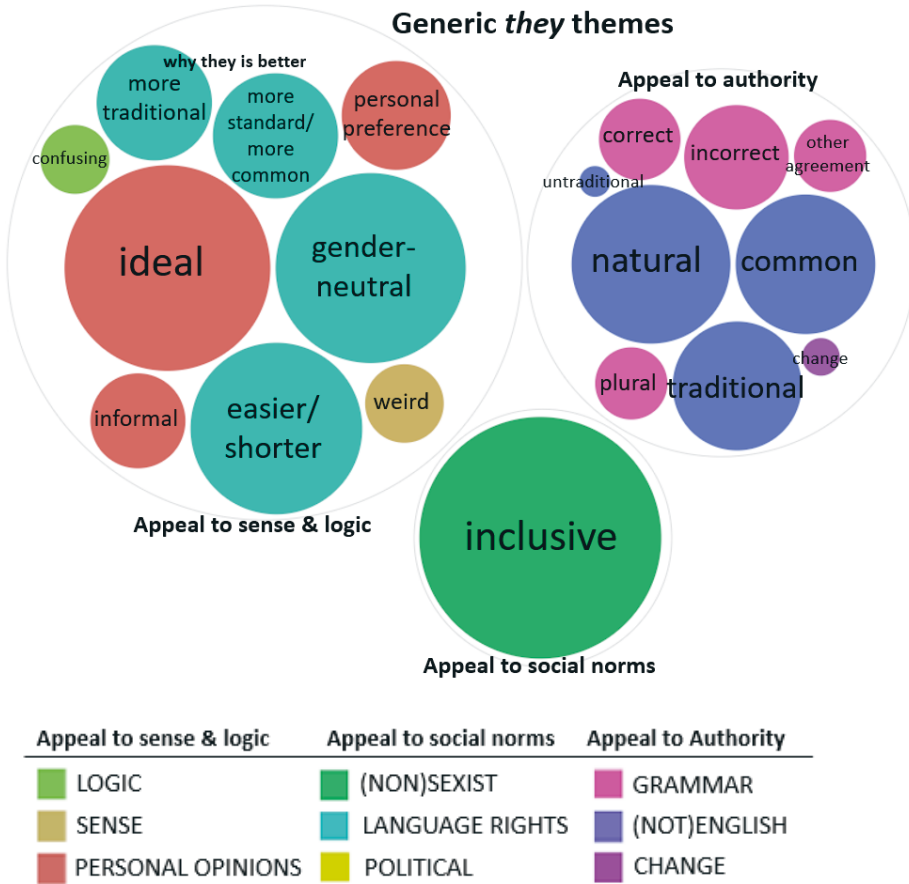 Generic they themes
why they is better
more
traditional
more
standard/
more
common
personal
preference
confusing
ideal
gender-
neutral
informal
easier/
shorter
weird
Appeal to sense & logic
Appeal to authority
correct
incorrect
other
agreement
untraditional
natural
common
change
plural
traditional
inclusive
Appeal to social norms
Appeal to sense & logic
Appeal to social norms
Appeal to Authority
LOGIC
(NON)SEXIST
GRAMMAR
SENSE
LANGUAGE RIGHTS
(NOT)ENGLISH
PERSONAL OPINIONS
POLITICAL
CHANGE